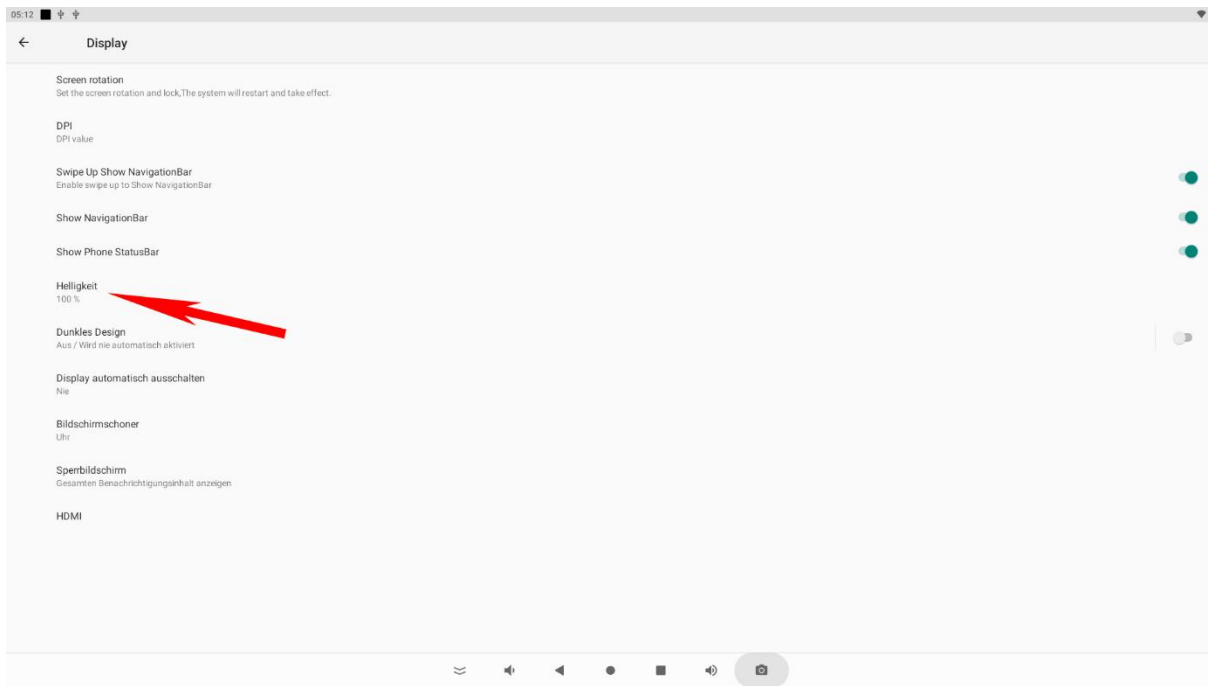 05:12
Display
Screen rotation
Set the screen rotation and lock,The system will restart and take effect.
DPI
DPI value
Swipe Up Show NavigationBar
Enable swipe up to Show NavigationBar
Show NavigationBar
Show Phone StatusBar
Helligkeit
100 %
Dunkles Design
Aus / Wird nie automatisch aktiviert
Display automatisch ausschalten
Nie
Bildschirmschoner
Uhr
Sperrbildschirm
Gesamten Benachrichtigungsinhalt anzeigen
HDMI